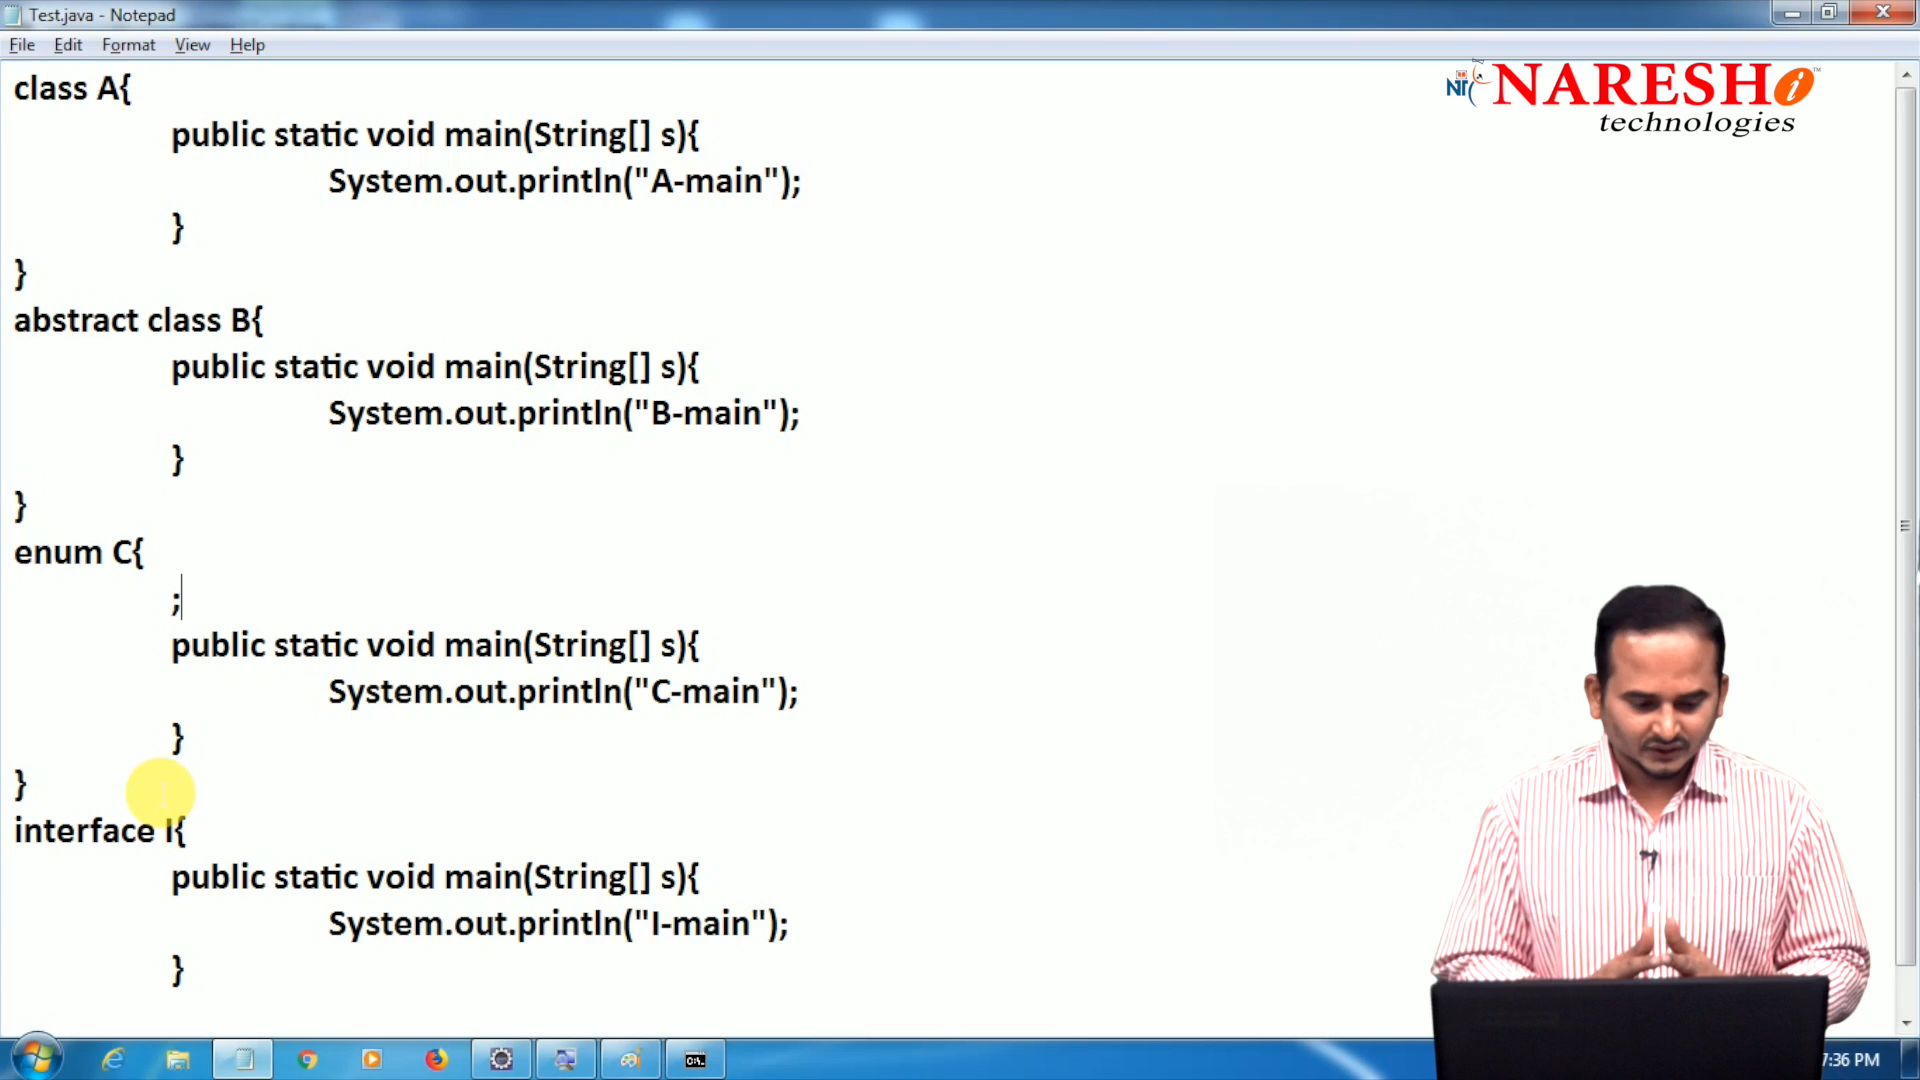 Test.java - Notepad
File Edit Format View Help
class A{
public static void main(String[] s){
System.out.println("A-main");
}
}
abstract class B{
public static void main(String[] s){
System.out.println("B-main");
}
}
enum C{
;
public static void main(String[] s){
System.out.println("C-main");
}
}
interface I{
public static void main(String[] s){
System.out.println("I-main");
}
NARESH i
technologies
7:36 PM